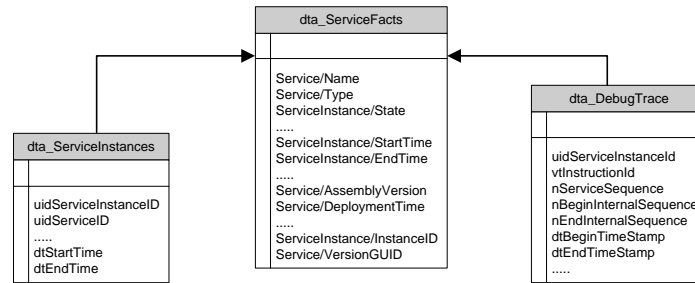 dta_ServiceFacts
Service/Name
Service/Type
ServiceInstance/State
.....
ServiceInstance/StartTime
ServiceInstance/EndTime
.....
Service/AssemblyVersion
Service/DeploymentTime
.....
ServiceInstance/InstanceID
Service/VersionGUID
dta_ServiceInstances
uidServiceInstanceID
uidServiceID
.....
dtStartTime
dtEndTime
dta_DebugTrace
uidServiceInstanceId
vtInstructionId
nServiceSequence
nBeginInternalSequence
nEndInternalSequence
dtBeginTimeStamp
dtEndTimeStamp
.....